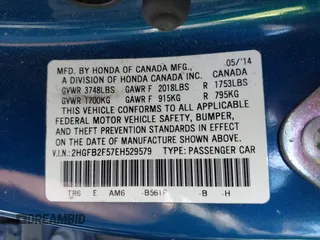 MFD. BY HONDA OF CANADA MFG., 05/'14
A DIVISION OF HONDA CANADA INC. CANADA
GVWR 3748LBS GAWR F 2018LBS R 1753LBS
GVWR 1700KG GAWR F 915KG R 795KG
THIS VEHICLE CONFORMS TO ALL APPLICABLE
FEDERAL MOTOR VEHICLE SAFETY, BUMPER,
AND THEFT PREVENTION STANDARDS IN EFFECT ON
THE DATE OF MANUFACTURE SHOWN ABOVE.
V.I.N.: 2HGFB2F57EH529579 TYPE: PASSENGER CAR
TR6 E AM6 -B561P -B -H
DREAMBID